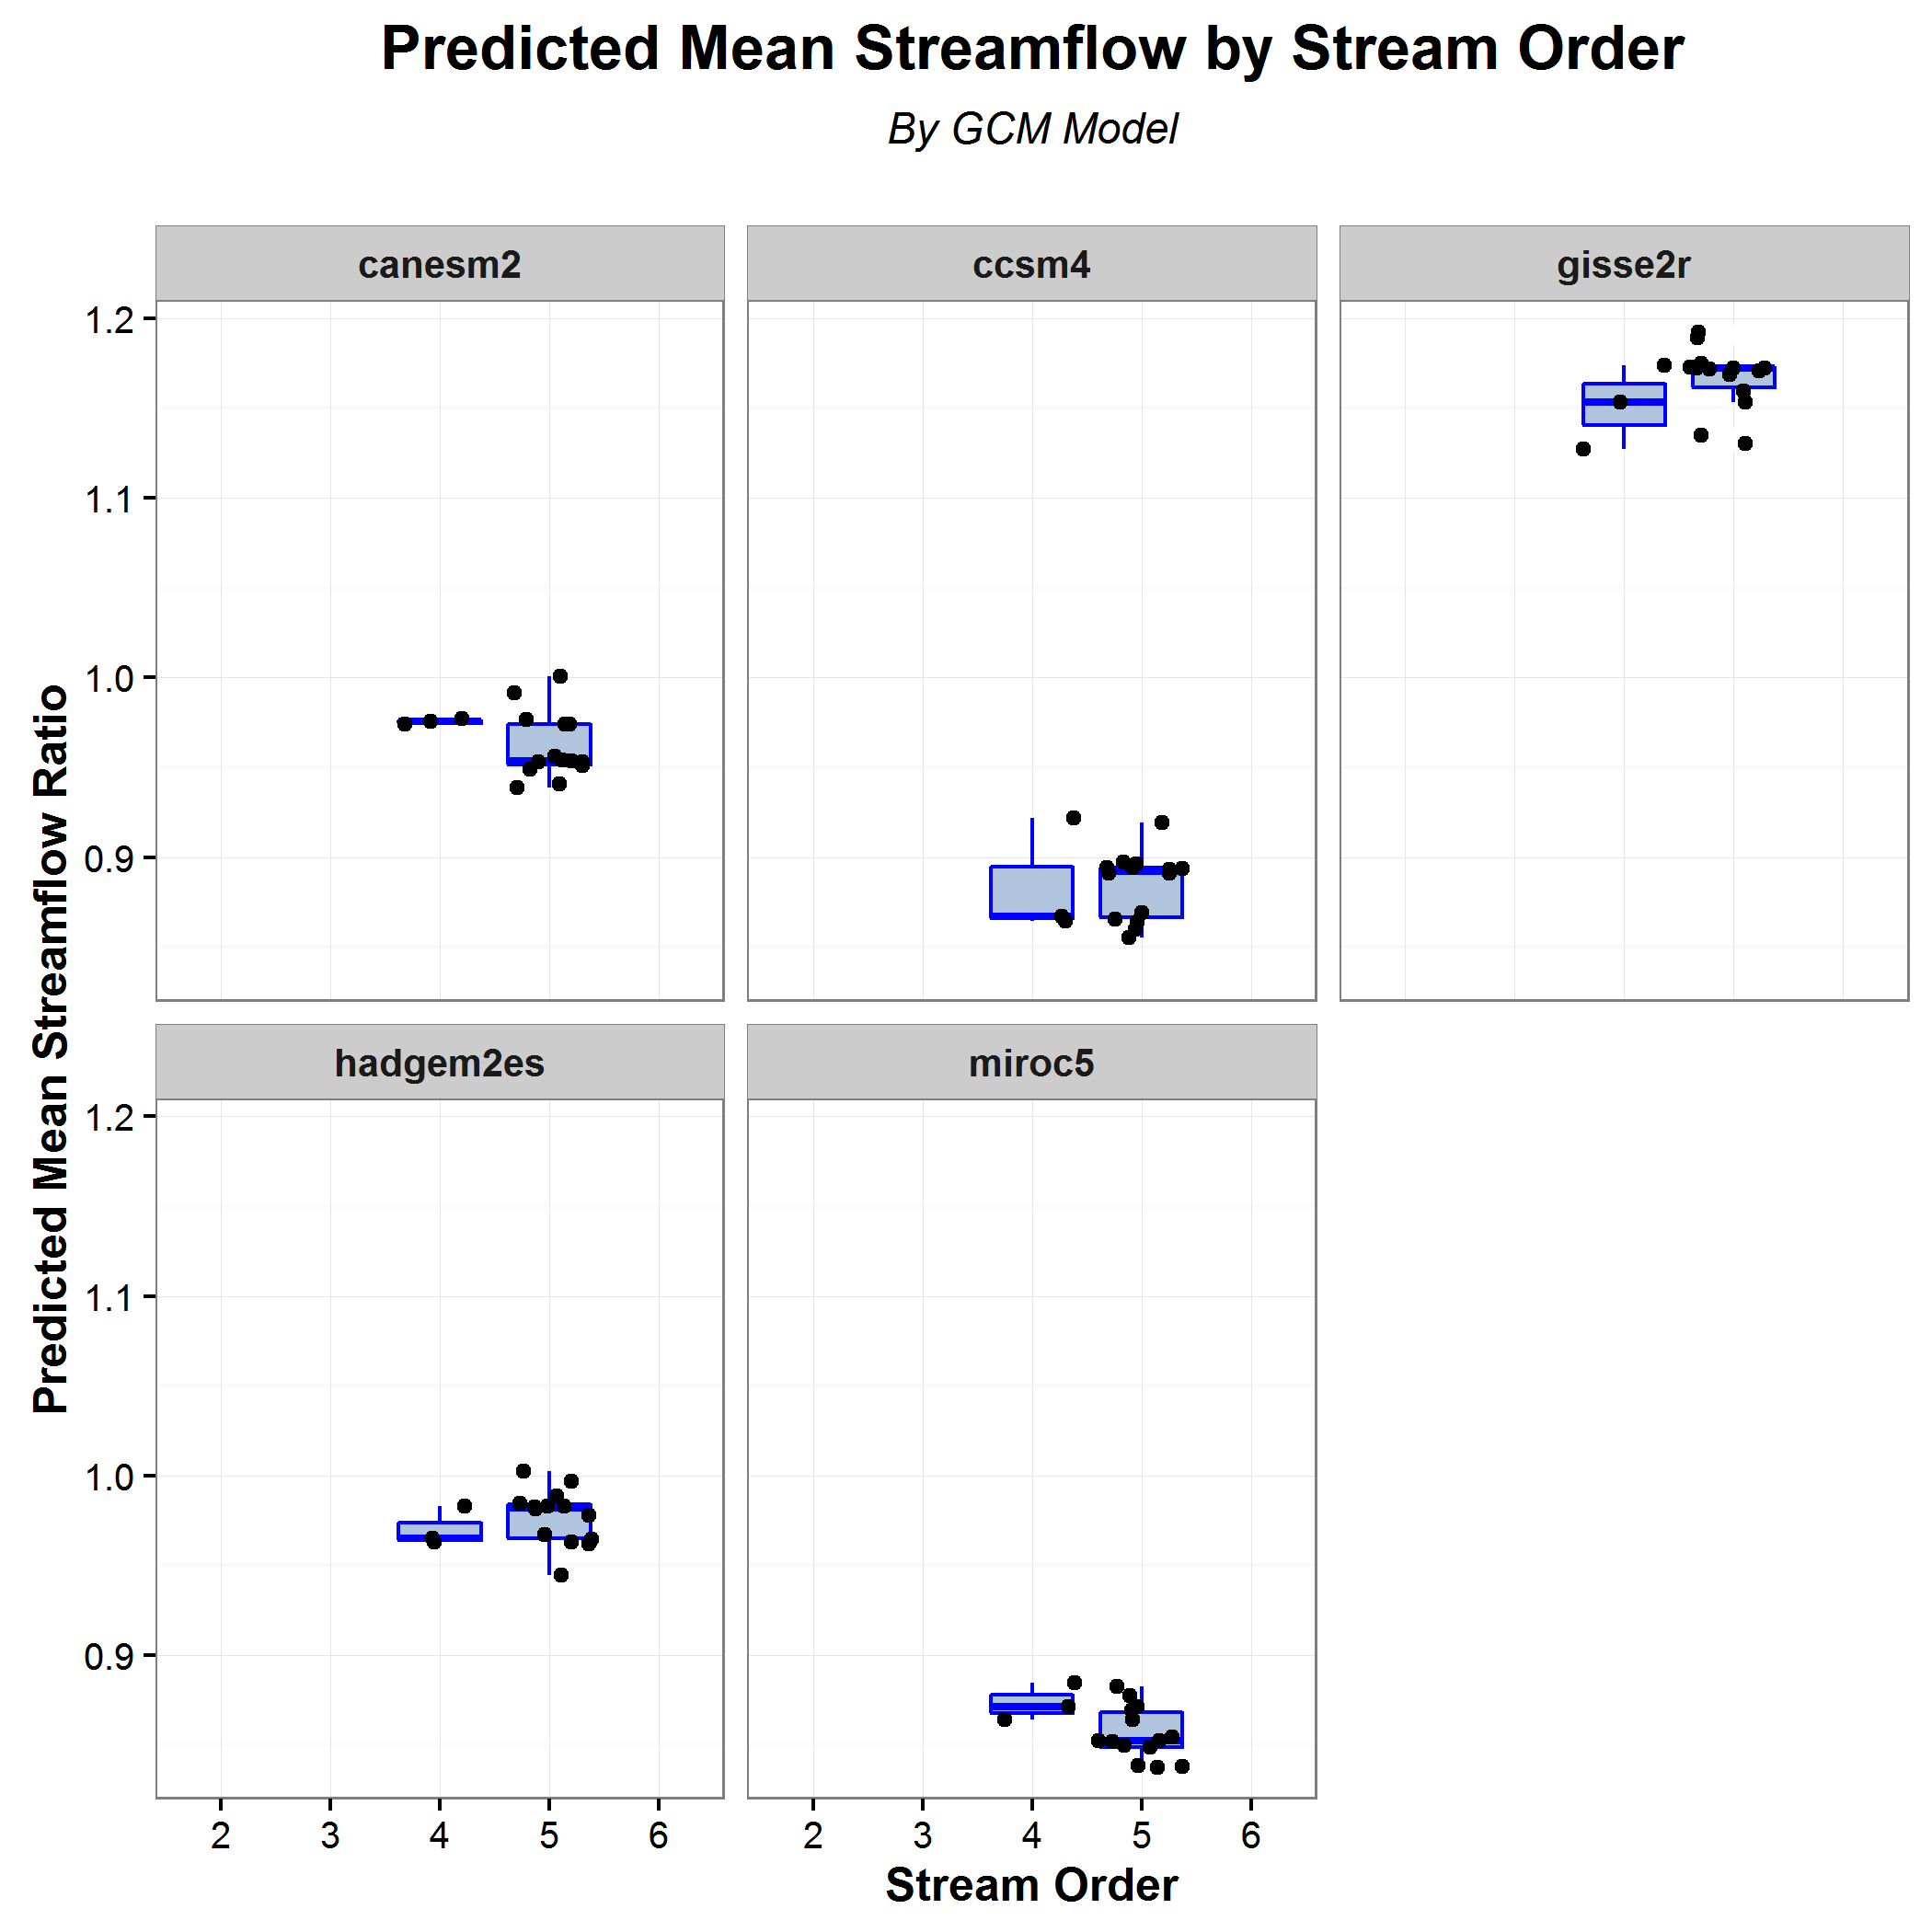 Predicted Mean Streamflow by Stream Order
By GCM Model
canesm2
ccsm4
gisse2r
1.2
1.1
1.0
0.9
Predicted Mean Streamflow Ratio
hadgem2es
miroc5
1.2
1.1
1.0
0.9
2 3 4 5 6
2 3 4 5 6
Stream Order